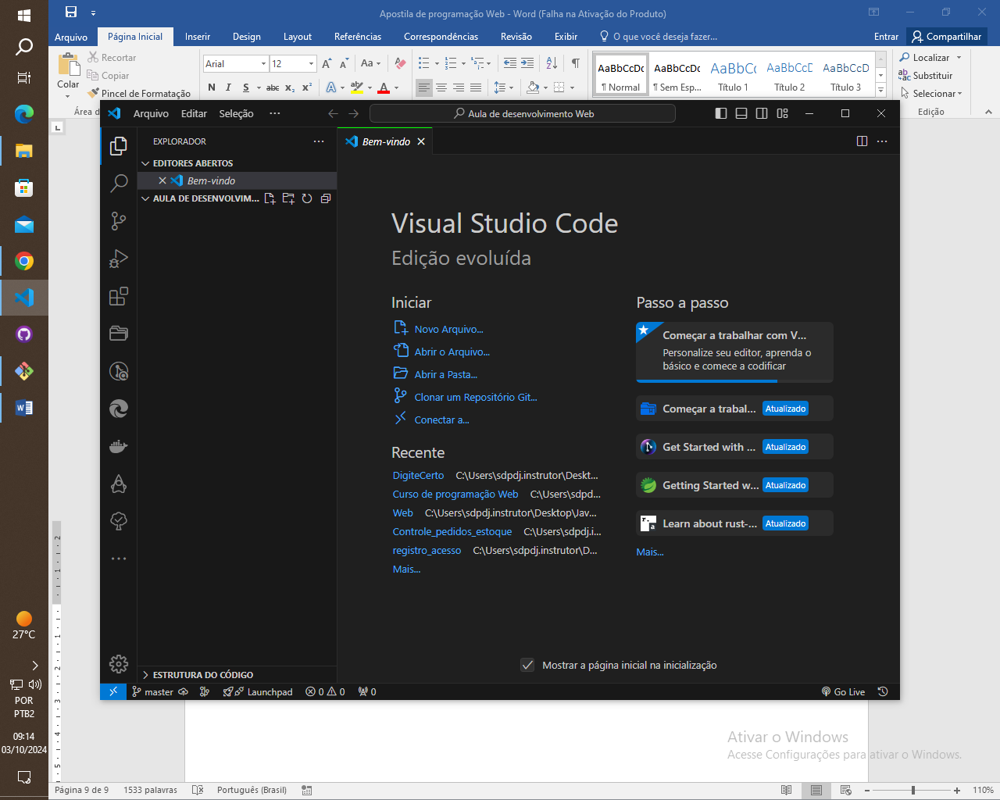 Apostila de programação Web - Word (Falha na Ativação do Produto)
Arquivo Página Inicial Inserir Design Layout Referências Correspondências Revisão Exibir O que você deseja fazer... Entrar Compartilhar
Colar
Recortar
Copiar
Pincel de Formatação
Arial 12
N I S abc x₂ x²
Aa
AaBbCcDc AaBbCcDc AaBbCc AaBbCcC AaBbCcD
¶ Normal ¶ Sem Esp... Título 1 Título 2 Título 3
Localizar
Substituir
Selecionar
Área d
Edição
Arquivo Editar Seleção ... Aula de desenvolvimento Web
EXPLORADOR
Bem-vindo
EDITORES ABERTOS
Bem-vindo
AULA DE DESENVOLVIM...
Visual Studio Code
Edição evoluída
Iniciar
Novo Arquivo...
Abrir o Arquivo...
Abrir a Pasta...
Clonar um Repositório Git...
Conectar a...
Recente
DigiteCerto C:\Users\sdpdj.instrutor\Deskt...
Curso de programação Web C:\Users\sdpd...
Web C:\Users\sdpdj.instrutor\Desktop\Jav...
Controle_pedidos_estoque C:\Users\sdpdj.i...
registro_acesso C:\Users\sdpdj.instrutor\D...
Mais...
Passo a passo
Começar a trabalhar com V...
Personalize seu editor, aprenda o
básico e comece a codificar
Começar a trabal... Atualizado
Get Started with ... Atualizado
Getting Started w... Atualizado
Learn about rust-... Atualizado
Mais...
Mostrar a página inicial na inicialização
ESTRUTURA DO CÓDIGO
master Launchpad 0 0 0 Go Live
27°C
POR
PTB2
09:14
03/10/2024
Ativar o Windows
Acesse Configurações para ativar o Windows.
Página 9 de 9 1533 palavras Português (Brasil) 110%